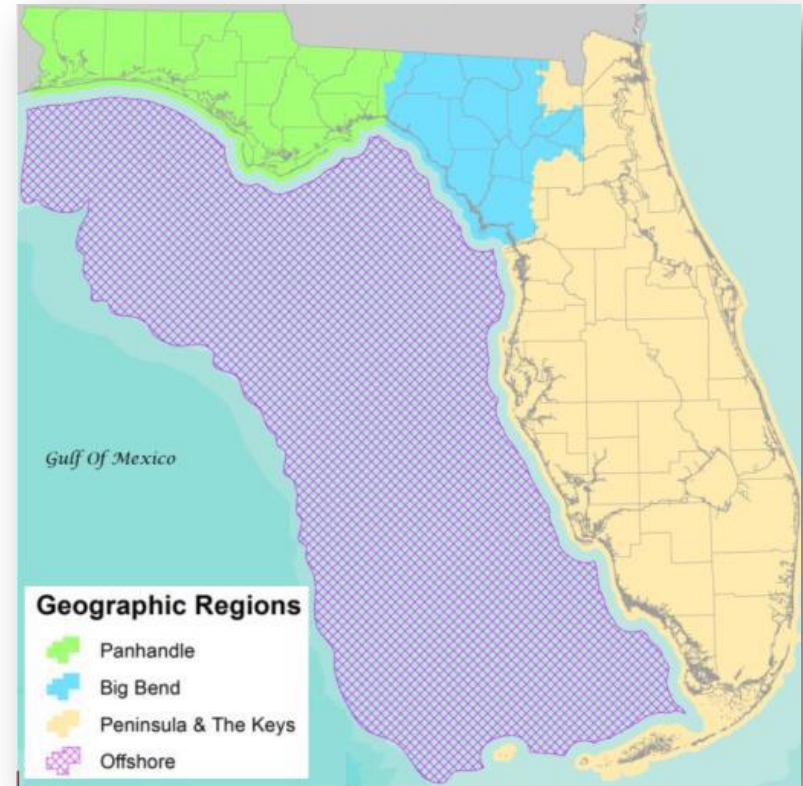 Gulf Of Mexico
Geographic Regions
Panhandle
Big Bend
Peninsula & The Keys
Offshore